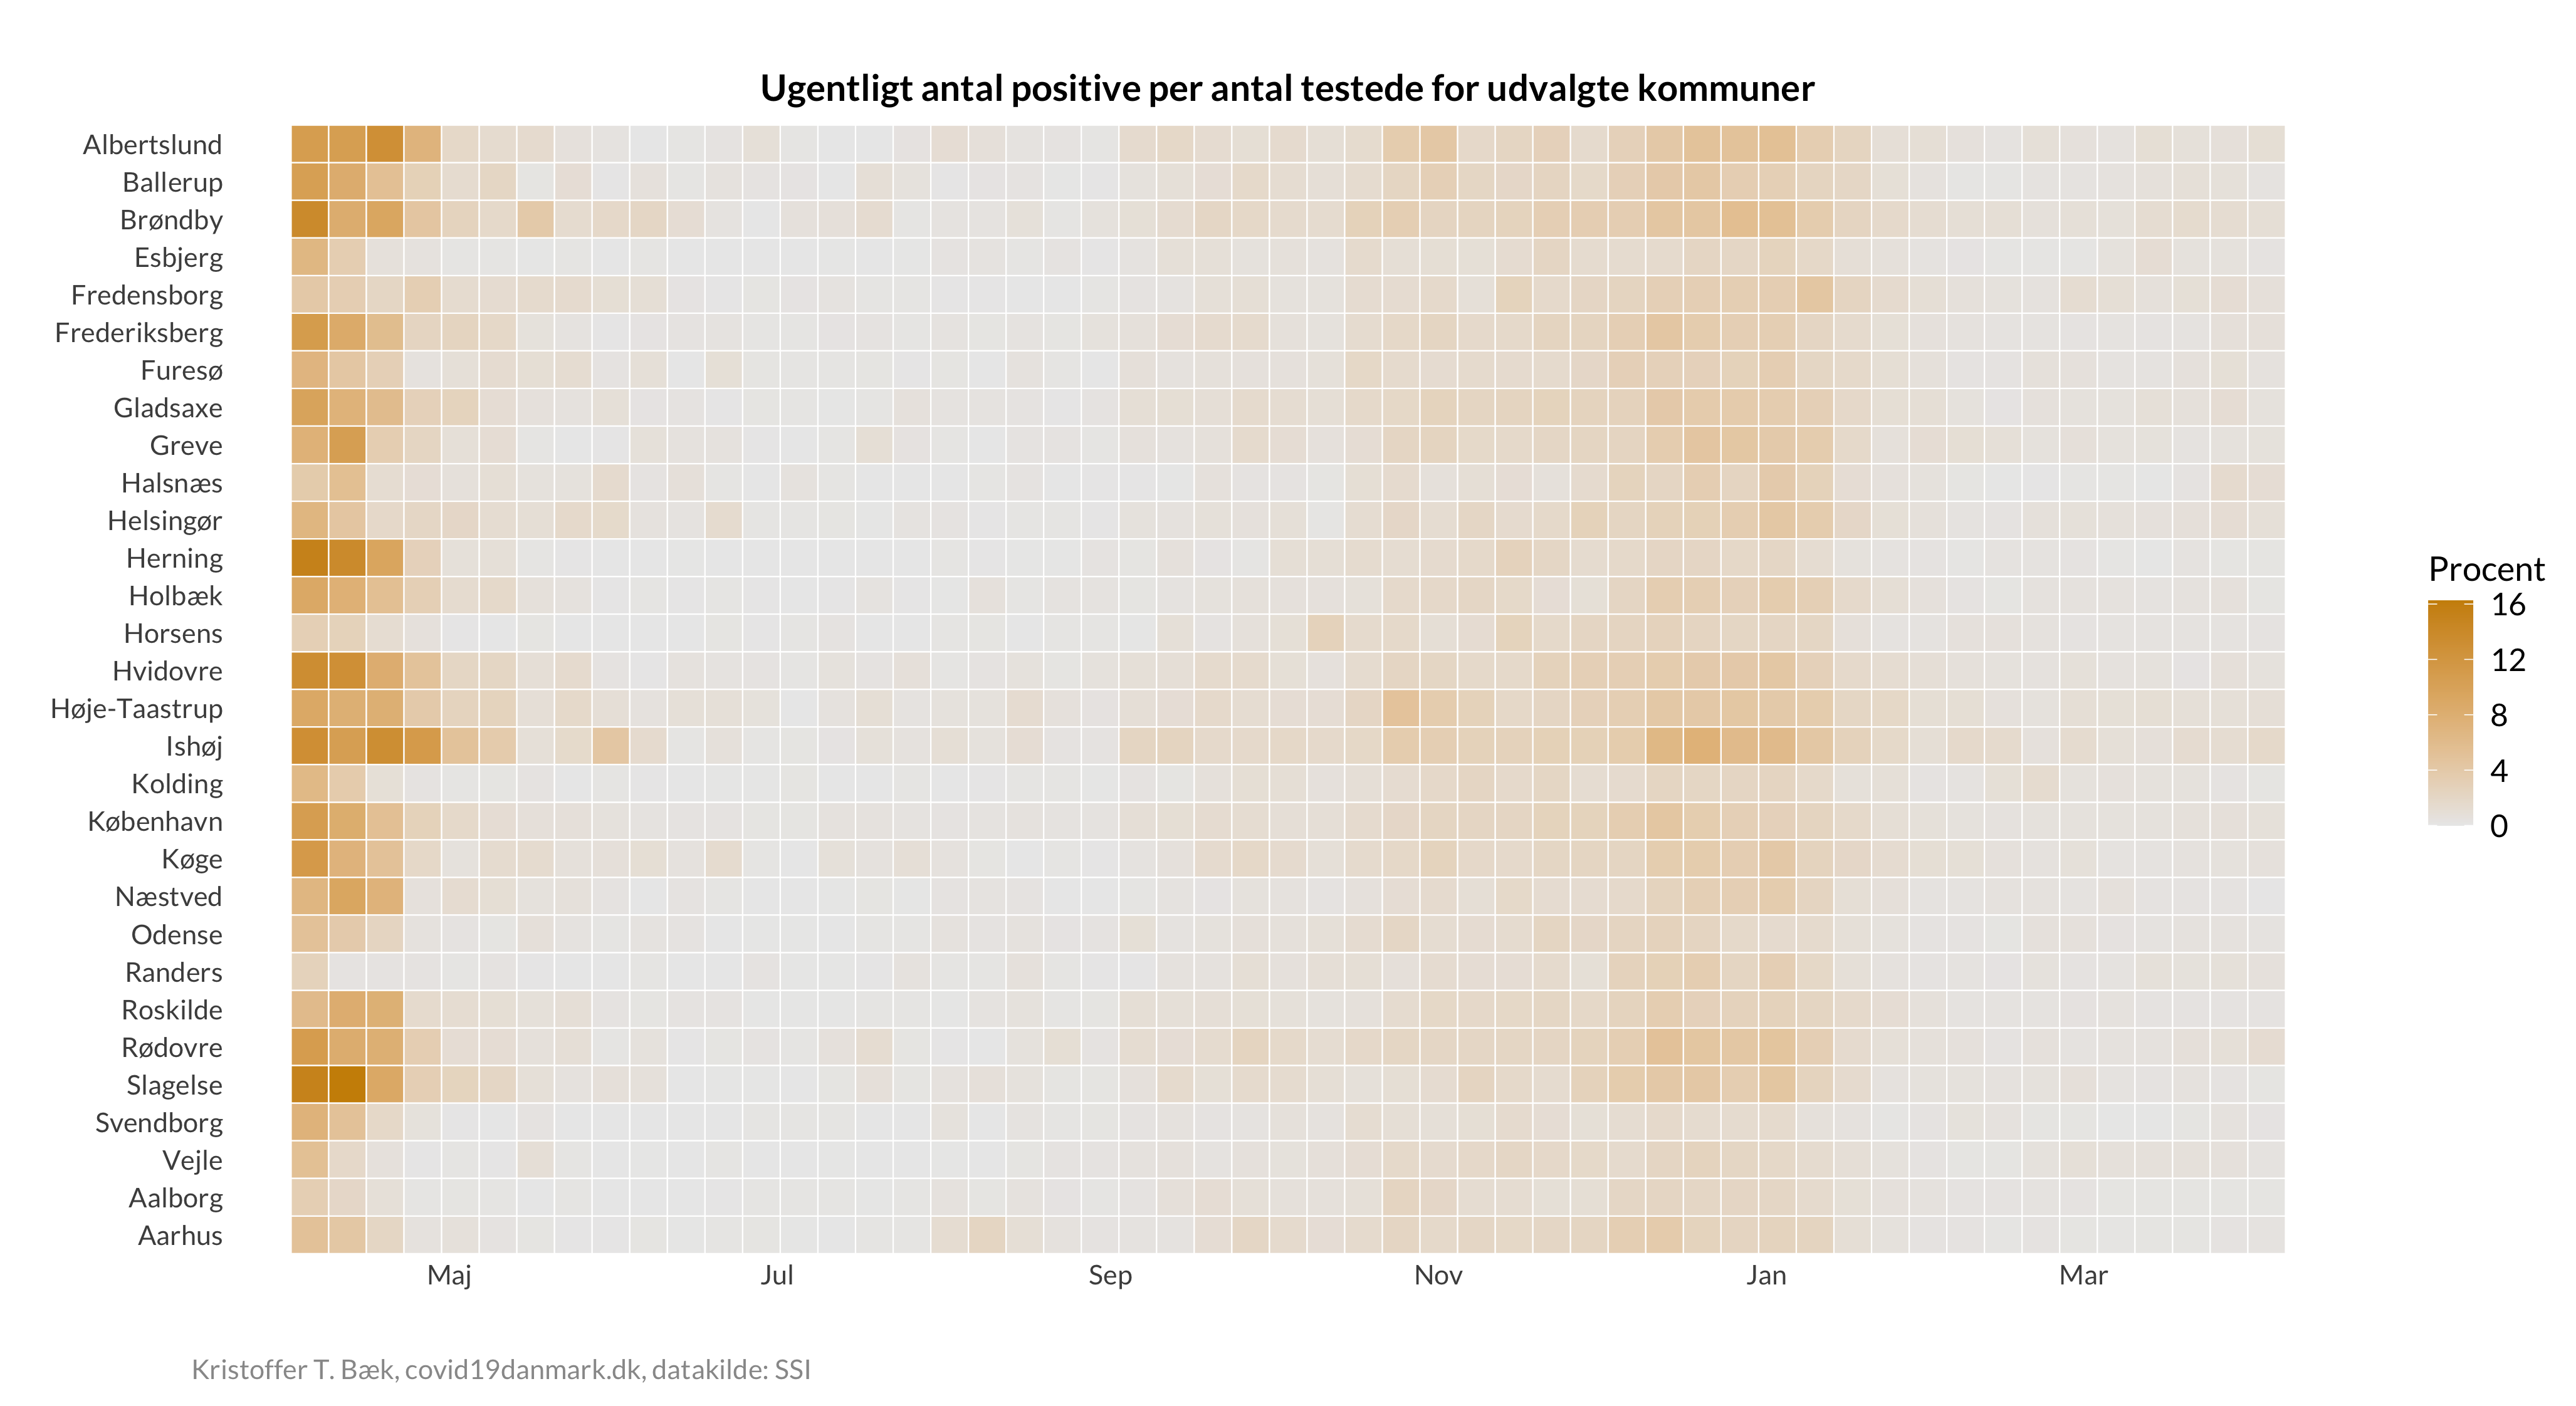 Ugentligt antal positive per antal testede for udvalgte kommuner
Albertslund
Ballerup
Brøndby
Esbjerg
Fredensborg
Frederiksberg
Furesø
Gladsaxe
Greve
Halsnæs
Helsingør
Herning
Holbæk
Horsens
Hvidovre
Høje-Taastrup
Ishøj
Kolding
København
Køge
Næstved
Odense
Randers
Roskilde
Rødovre
Slagelse
Svendborg
Vejle
Aalborg
Aarhus
Maj Jul Sep Nov Jan Mar
Procent
16
12
8
4
0
Kristoffer T. Bæk, covid19danmark.dk, datakilde: SSI